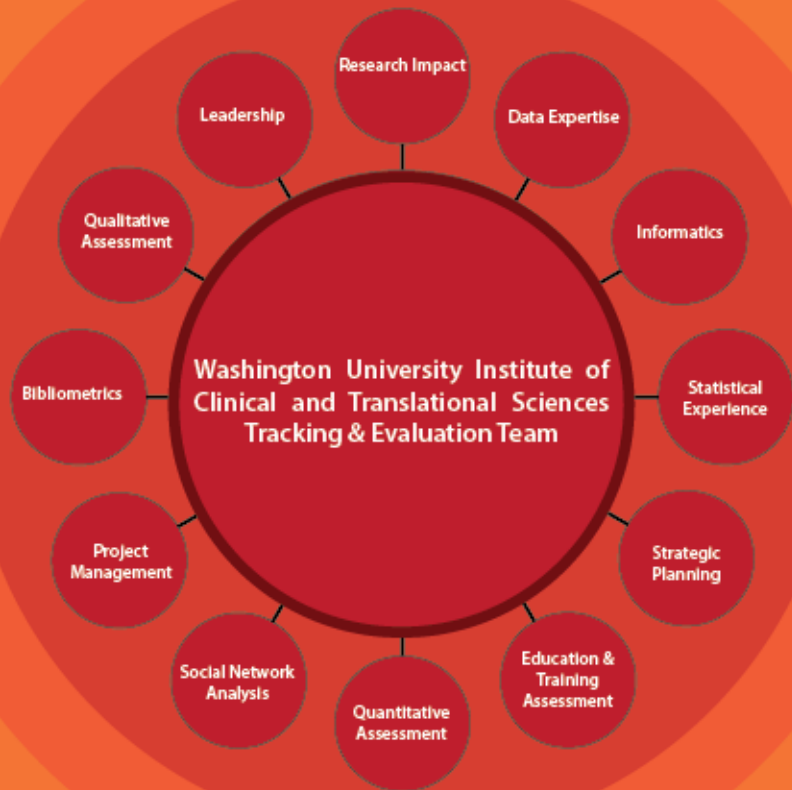 Research Impact
Data Expertise
Informatics
Statistical
Experience
Strategic
Planning
Education &
Training
Assessment
Quantitative
Assessment
Social Network
Analysis
Project
Management
Bibliometrics
Qualitative
Assessment
Leadership
Washington University Institute of
Clinical and Translational Sciences
Tracking & Evaluation Team